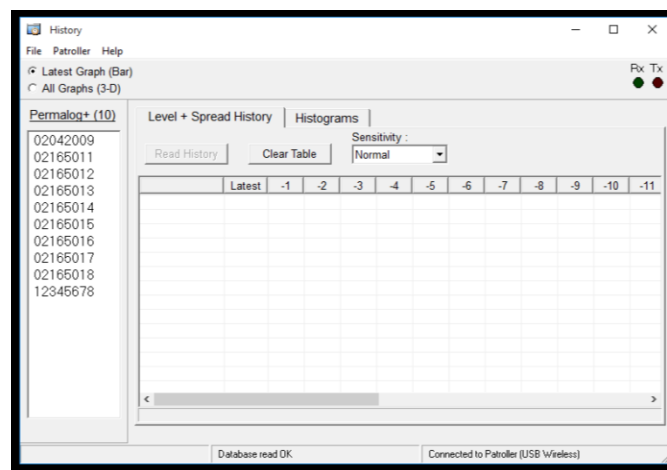 History
File Patroller Help
Latest Graph (Bar)
All Graphs (3-D)
Rx Tx
Permalog+ (10)
02042009
02165011
02165012
02165013
02165014
02165015
02165016
02165017
02165018
12345678
Level + Spread History Histograms
Sensitivity :
Read History Clear Table Normal
Latest -1 -2 -3 -4 -5 -6 -7 -8 -9 -10 -11
Database read OK Connected to Patroller (USB Wireless)